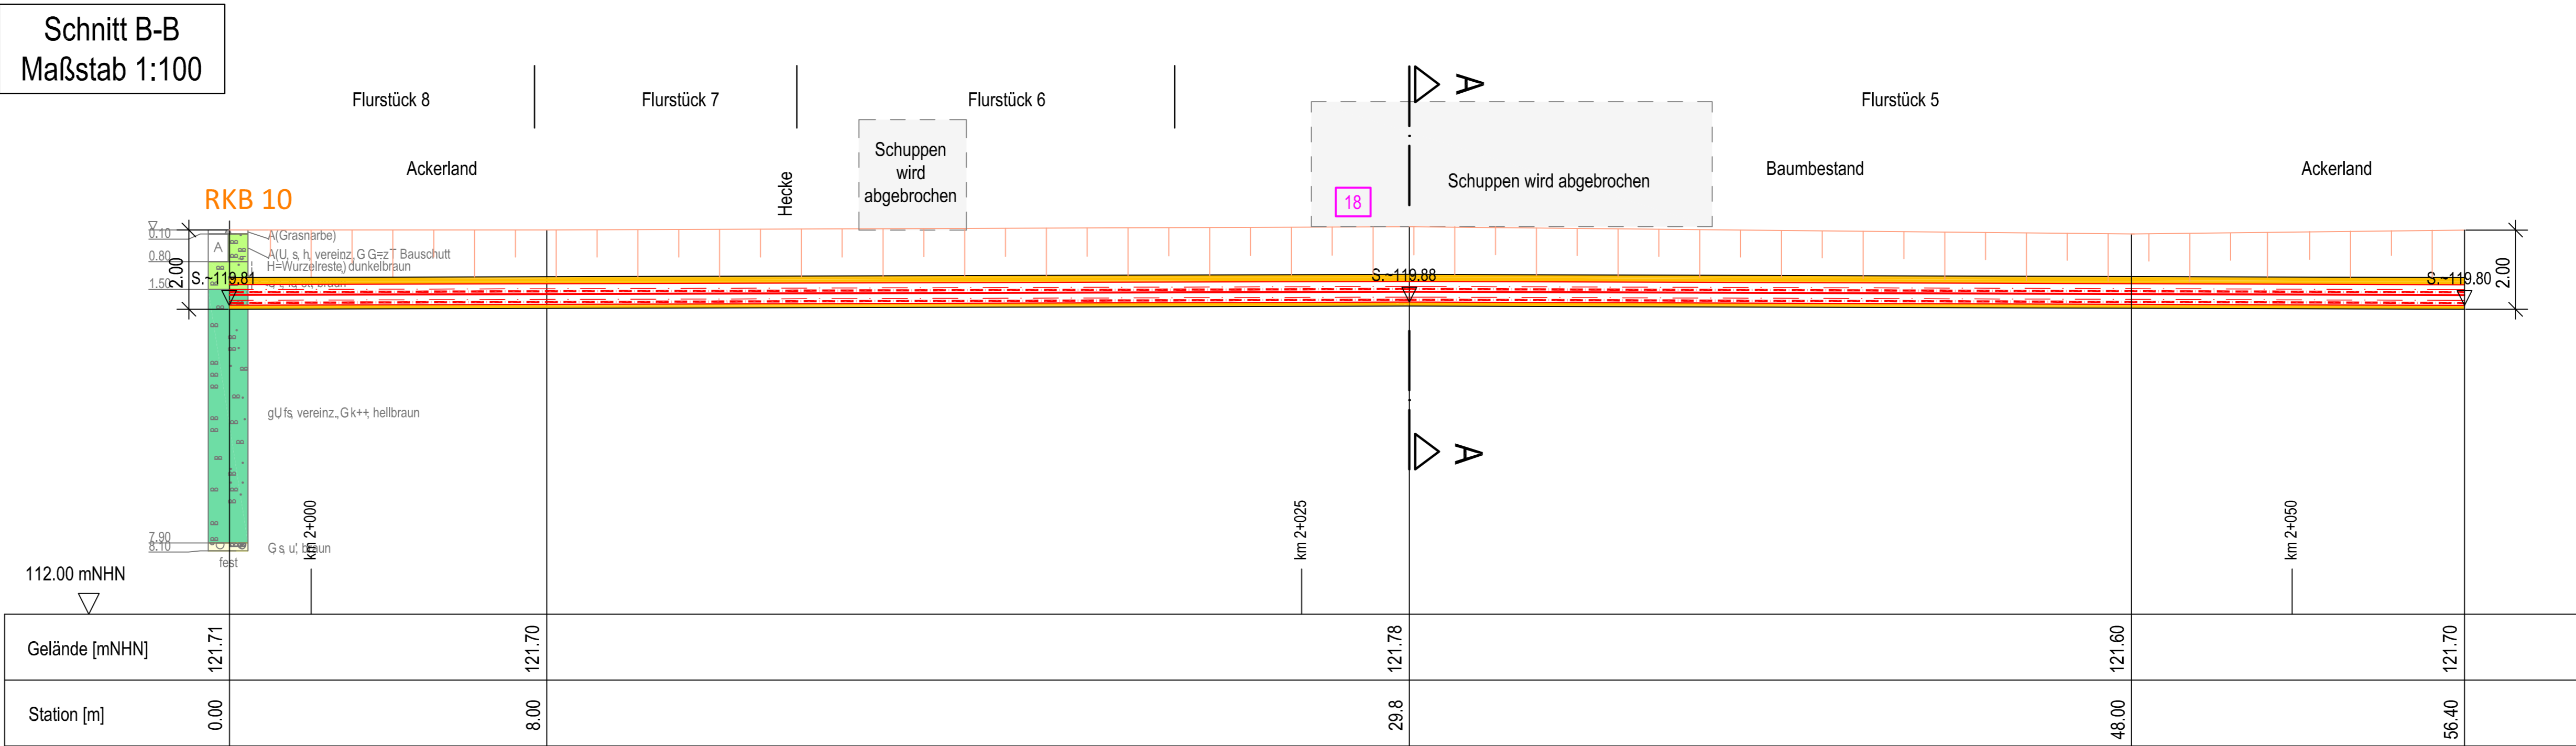 Schnitt B-B
Maßstab 1:100
Flurstück 8
Flurstück 7
Flurstück 6
Flurstück 5
A
Ackerland
Hecke
Schuppen
wird
abgebrochen
18
Schuppen wird abgebrochen
Baumbestand
Ackerland
RKB 10
0.10
A(Grasnarbe)
A
0.80
A(U, s, h, vereinz, G G=zT Bauschutt
H=Wurzelreste) dunkelbraun
2.00
1.50
S.~119.81
S.~119.88
S.~119.80
2.00
gU,fs, vereinz., G k++, hellbraun
A
7.90
8.10
G, s, u', braun
fest
km 2+000
km 2+025
km 2+050
112.00 mNHN
Gelände [mNHN]
121.71
121.70
121.78
121.60
121.70
Station [m]
0.00
8.00
29.8
48.00
56.40